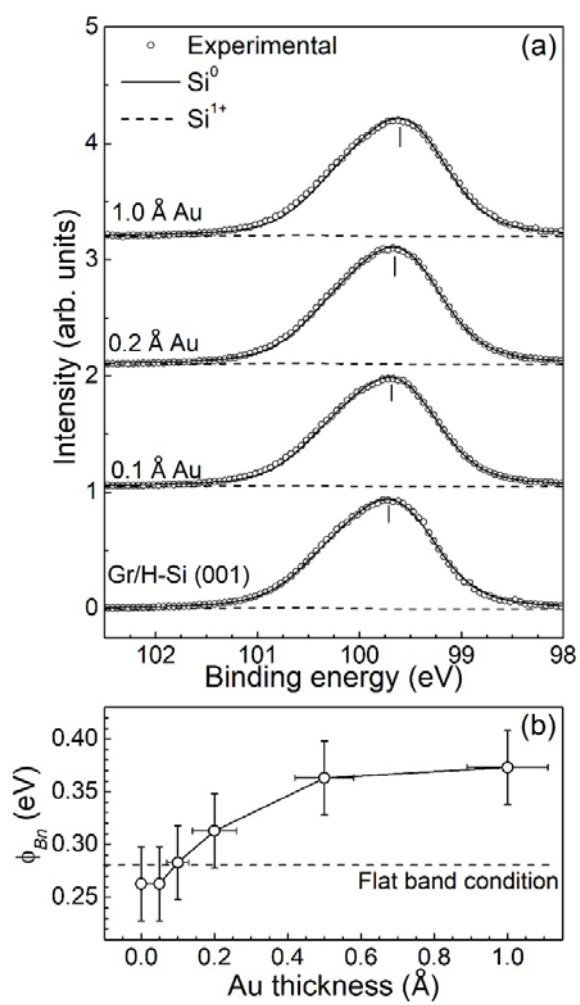 5
(a)
Experimental
Si⁰
Si¹⁺
4
1.0 Å Au
3
0.2 Å Au
2
0.1 Å Au
1
Gr/H-Si (001)
0
Intensity (arb. units)
102 101 100 99 98
Binding energy (eV)
(b)
0.40
0.35
0.30
0.25
ϕBn (eV)
Flat band condition
0.0 0.2 0.4 0.6 0.8 1.0
Au thickness (Å)